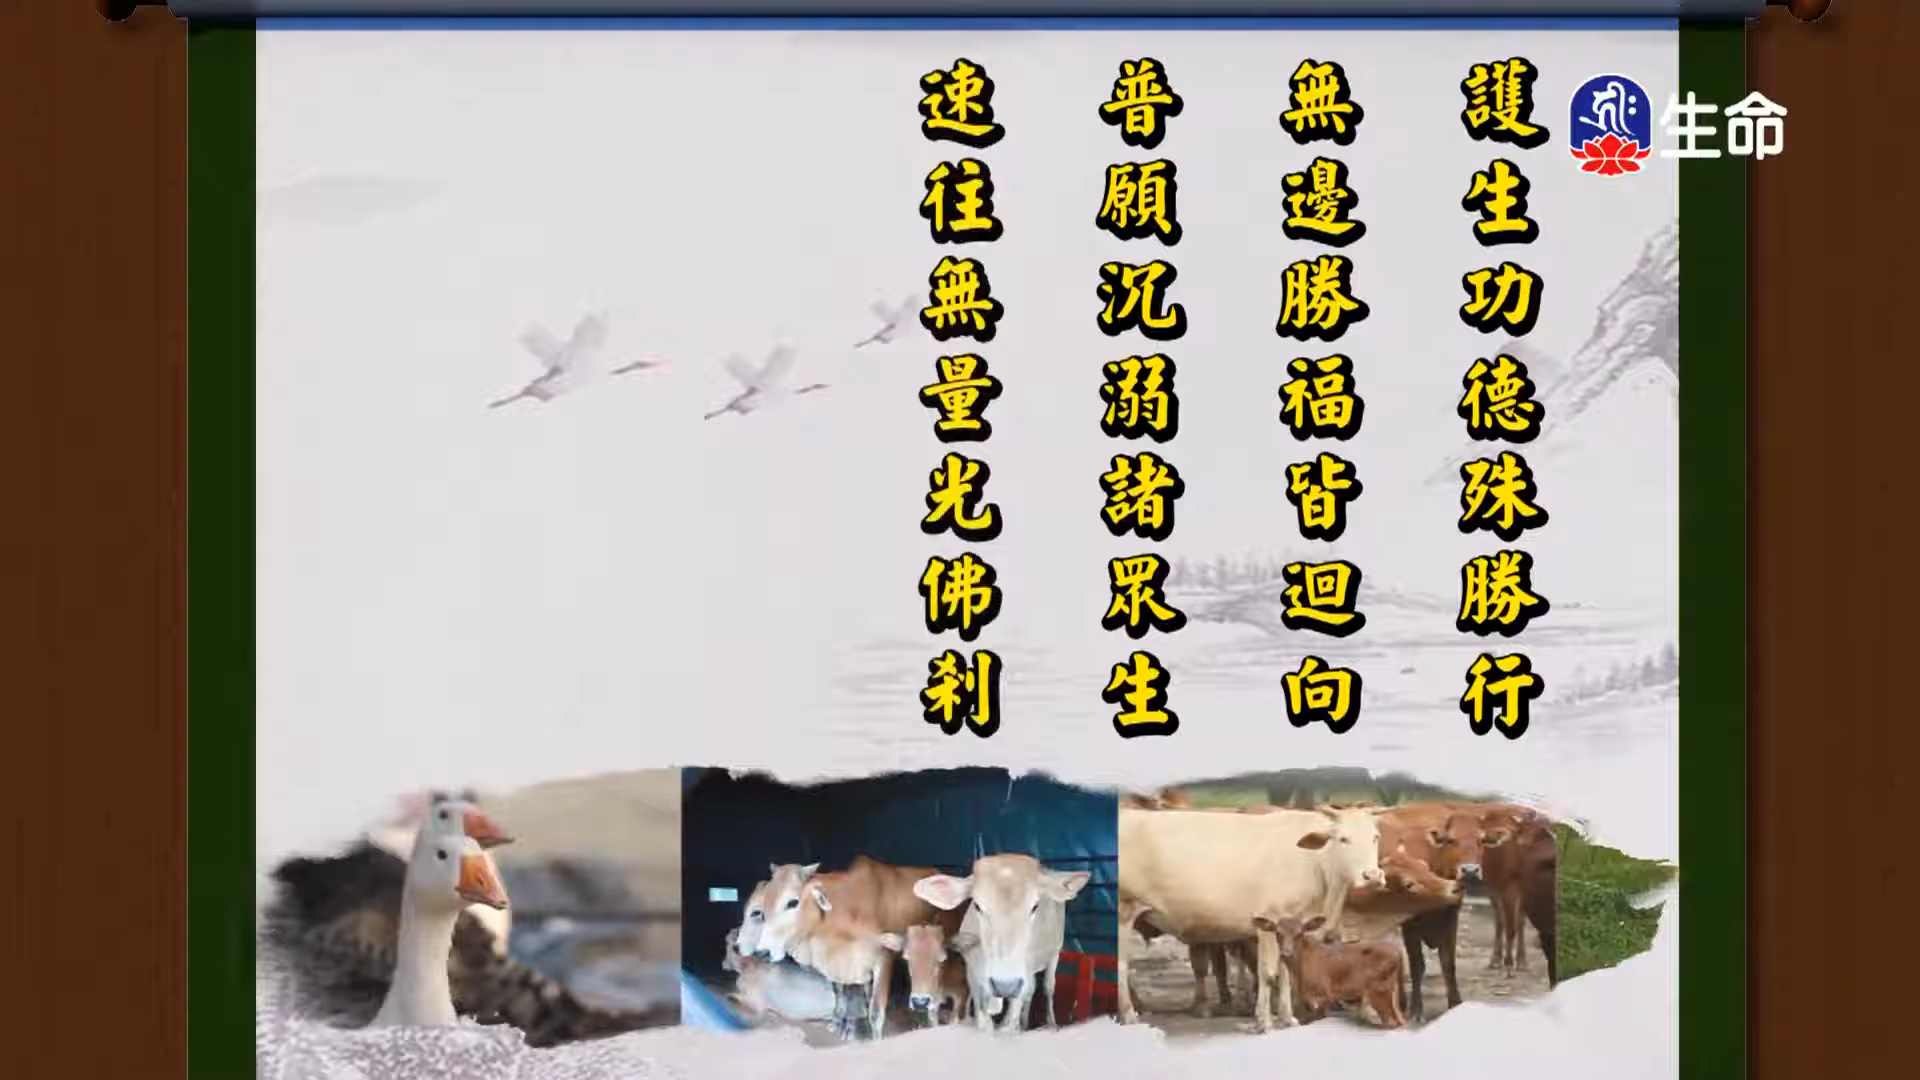 護生功德殊勝行
無邊勝福皆迴向
普願沉溺諸眾生
速往無量光佛剎
生命